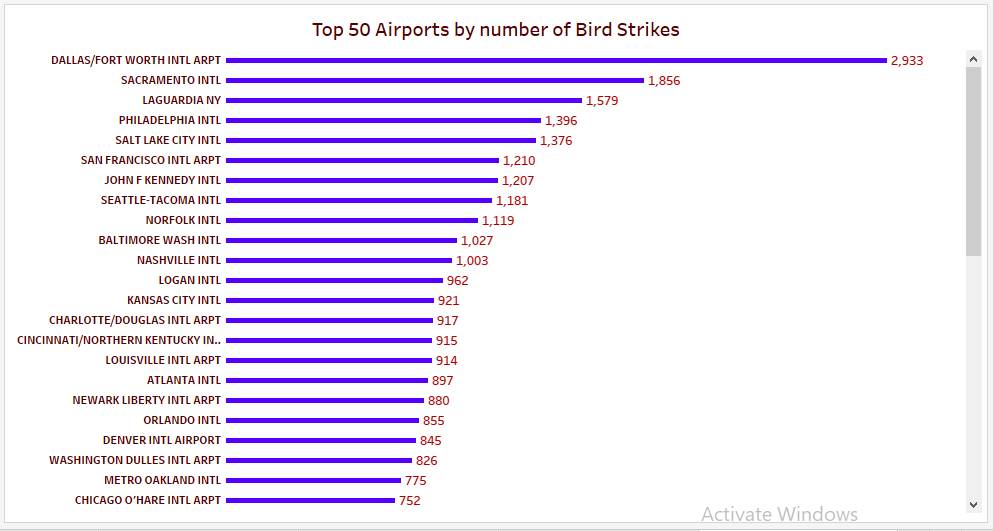 Top 50 Airports by number of Bird Strikes
DALLAS/FORT WORTH INTL ARPT 2,933
SACRAMENTO INTL 1,856
LAGUARDIA NY 1,579
PHILADELPHIA INTL 1,396
SALT LAKE CITY INTL 1,376
SAN FRANCISCO INTL ARPT 1,210
JOHN F KENNEDY INTL 1,207
SEATTLE-TACOMA INTL 1,181
NORFOLK INTL 1,119
BALTIMORE WASH INTL 1,027
NASHVILLE INTL 1,003
LOGAN INTL 962
KANSAS CITY INTL 921
CHARLOTTE/DOUGLAS INTL ARPT 917
CINCINNATI/NORTHERN KENTUCKY IN.. 915
LOUISVILLE INTL ARPT 914
ATLANTA INTL 897
NEWARK LIBERTY INTL ARPT 880
ORLANDO INTL 855
DENVER INTL AIRPORT 845
WASHINGTON DULLES INTL ARPT 826
METRO OAKLAND INTL 775
CHICAGO O’HARE INTL ARPT 752
Activate Windows